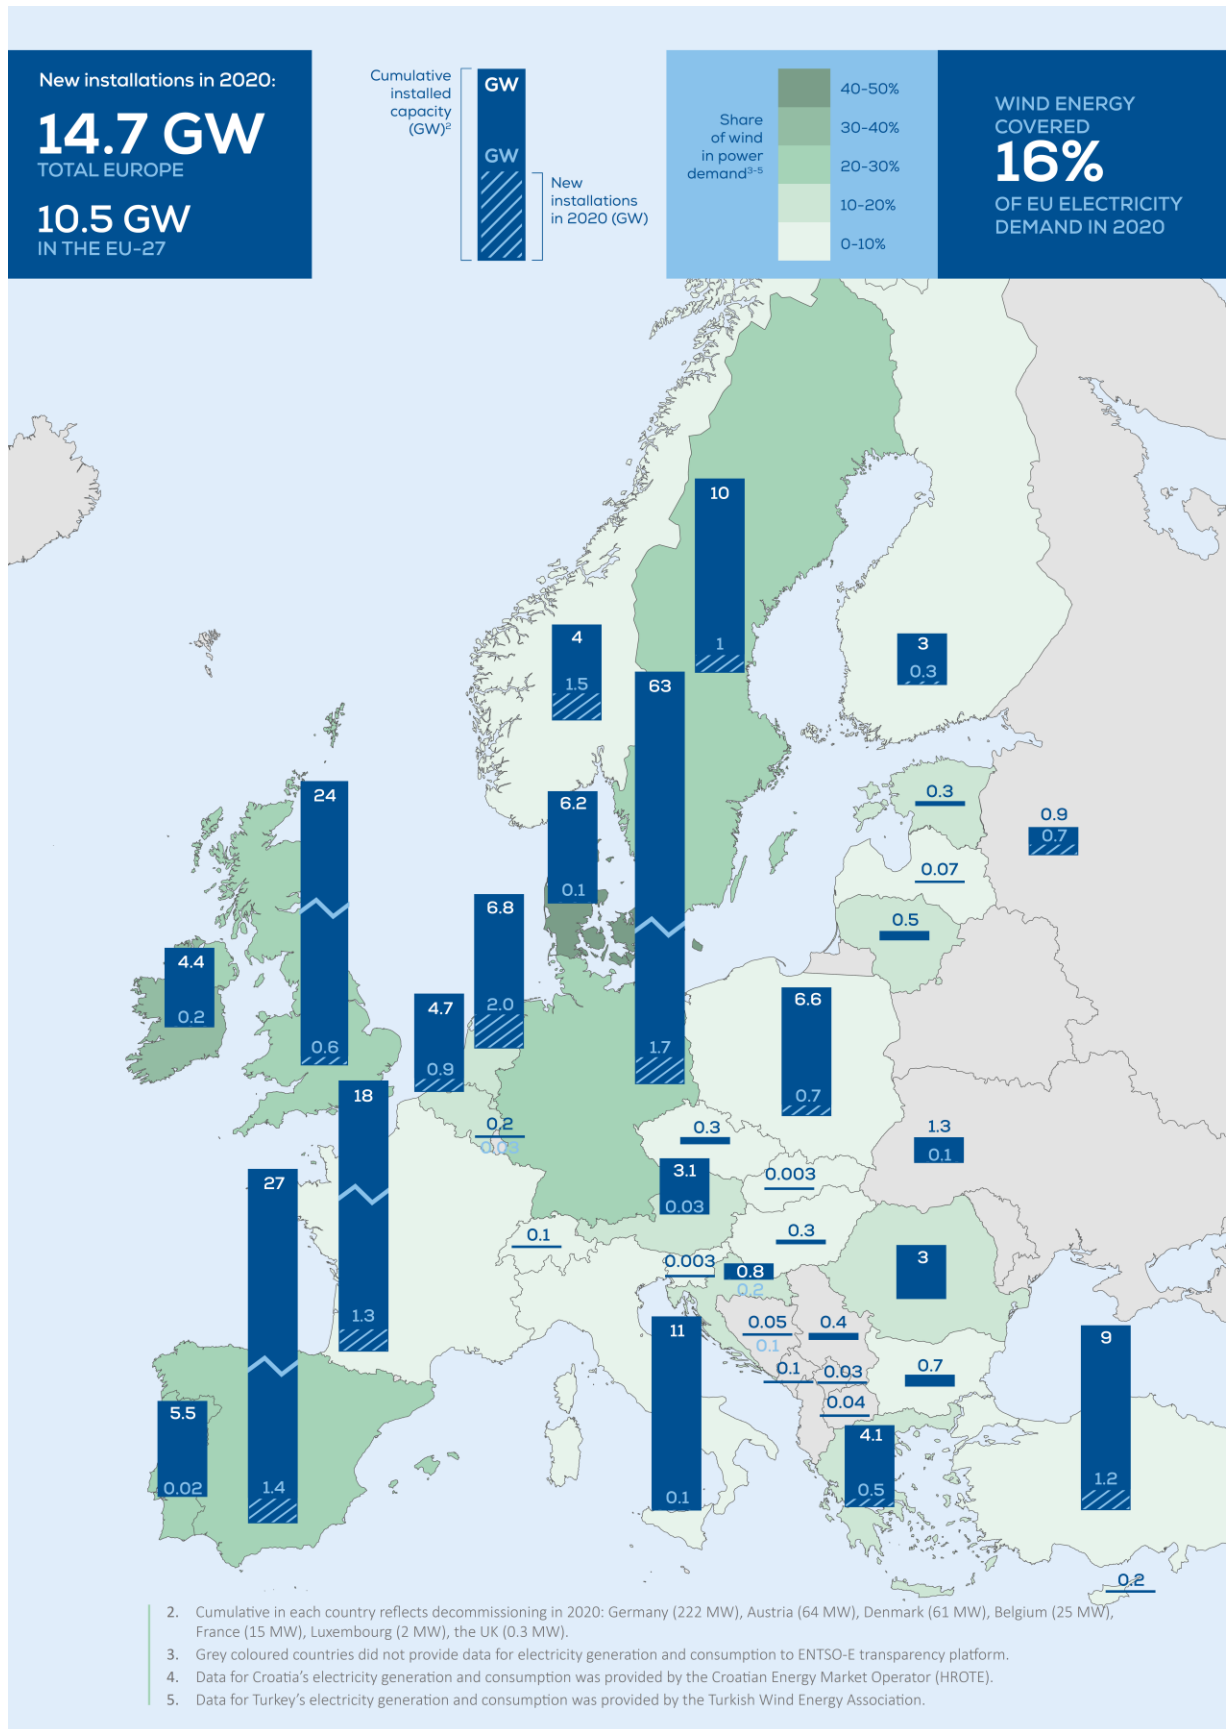 New installations in 2020:
14.7 GW
TOTAL EUROPE
10.5 GW
IN THE EU-27
Cumulative
installed
capacity
(GW)2
GW
GW
New
installations
in 2020 (GW)
Share
of wind
in power
demand3-5
40-50%
30-40%
20-30%
10-20%
0-10%
WIND ENERGY
COVERED
16%
OF EU ELECTRICITY
DEMAND IN 2020
10
1
4
1.5
3
0.3
63
1.7
24
0.6
6.2
0.1
0.3
0.9
0.7
0.07
0.5
6.8
2.0
4.4
0.2
4.7
0.9
6.6
0.7
18
1.3
0.2
0.03
0.3
1.3
0.1
3.1
0.03
0.003
27
1.4
0.1
0.3
3
0.003
0.8
0.2
11
0.1
0.05
0.1
0.4
9
1.2
0.1
0.03
0.7
0.04
5.5
0.02
4.1
0.5
0.2
2. Cumulative in each country reflects decommissioning in 2020: Germany (222 MW), Austria (64 MW), Denmark (61 MW), Belgium (25 MW),
France (15 MW), Luxembourg (2 MW), the UK (0.3 MW).
3. Grey coloured countries did not provide data for electricity generation and consumption to ENTSO-E transparency platform.
4. Data for Croatia's electricity generation and consumption was provided by the Croatian Energy Market Operator (HROTE).
5. Data for Turkey's electricity generation and consumption was provided by the Turkish Wind Energy Association.